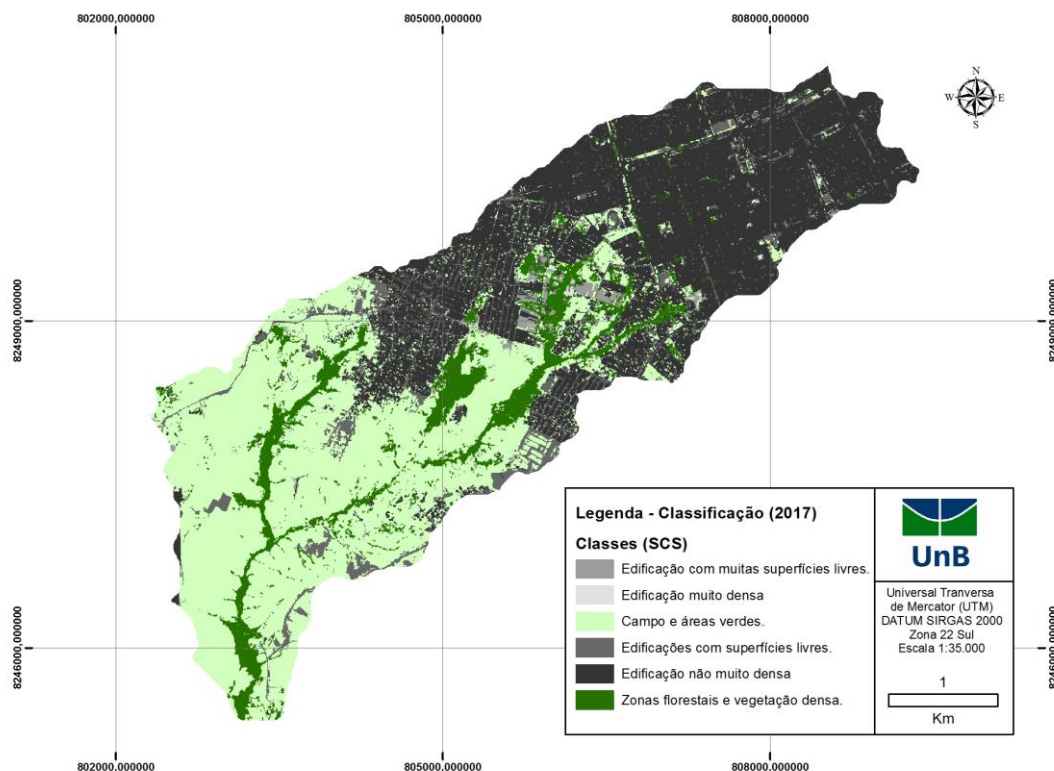 802000,000000
805000,000000
808000,000000
N
W
E
S
8249000,000000
8249000,000000
8246000,000000
8246000,000000
Legenda - Classificação (2017)
Classes (SCS)
Edificação com muitas superfícies livres.
Edificação muito densa
Campo e áreas verdes.
Edificações com superfícies livres.
Edificação não muito densa
Zonas florestais e vegetação densa.
UnB
Universal Tranversa
de Mercator (UTM)
DATUM SIRGAS 2000
Zona 22 Sul
Escala 1:35.000
1
Km
802000,000000
805000,000000
808000,000000